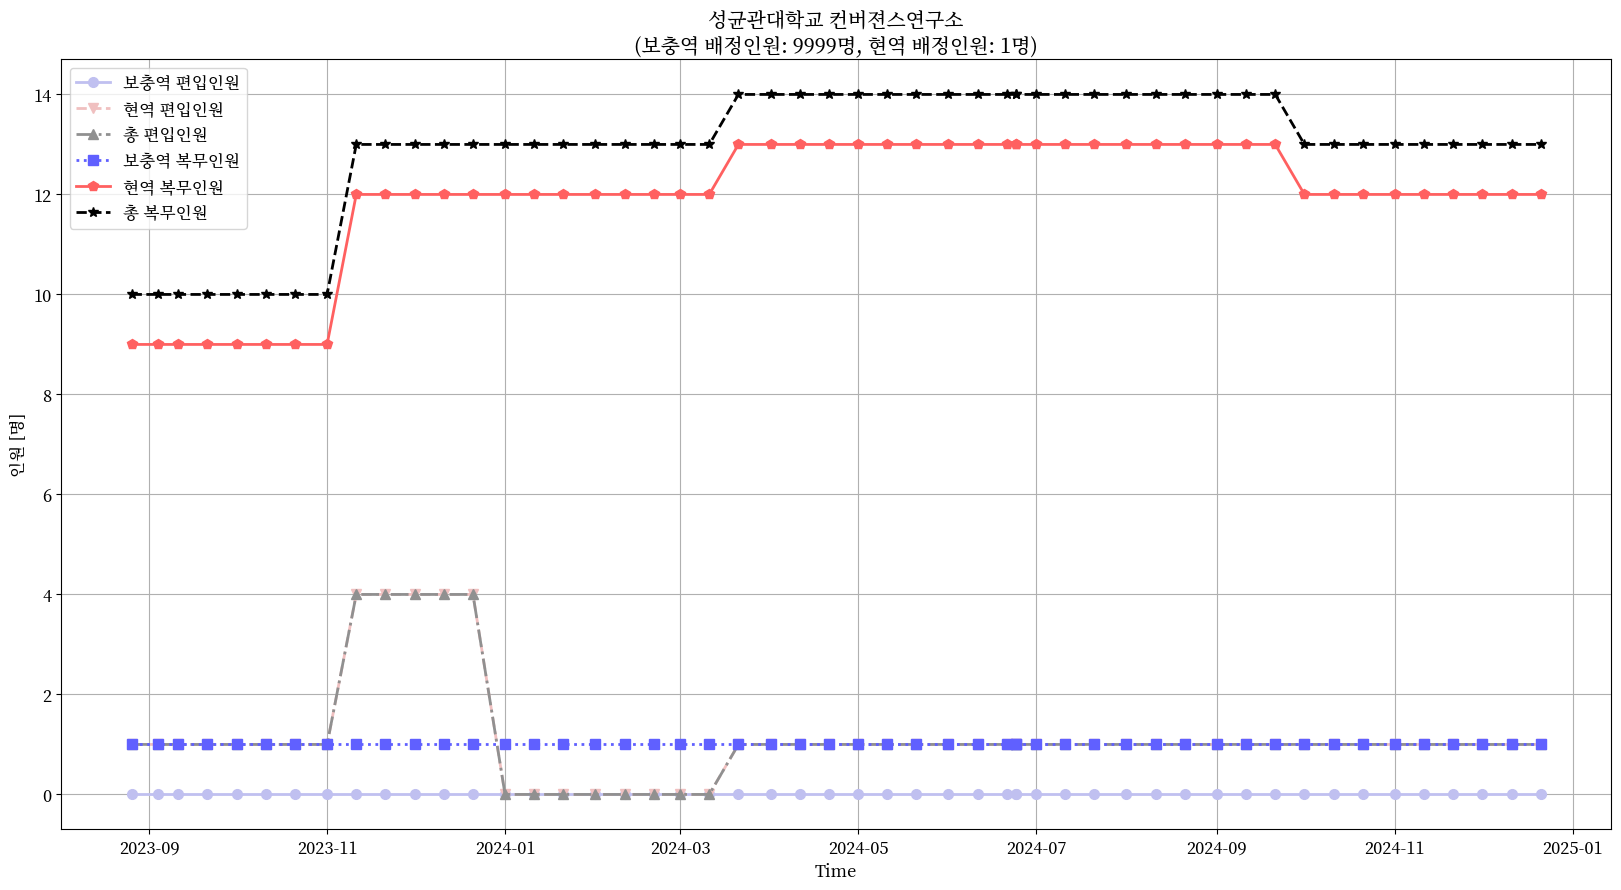 성균관대학교 컨버젼스연구소
(보충역 배정인원: 9999명, 현역 배정인원: 1명)
보충역 편입인원
현역 편입인원
총 편입인원
보충역 복무인원
현역 복무인원
총 복무인원
14
12
10
8
6
4
2
0
인원 [명]
2023-09 2023-11 2024-01 2024-03 2024-05 2024-07 2024-09 2024-11 2025-01
Time